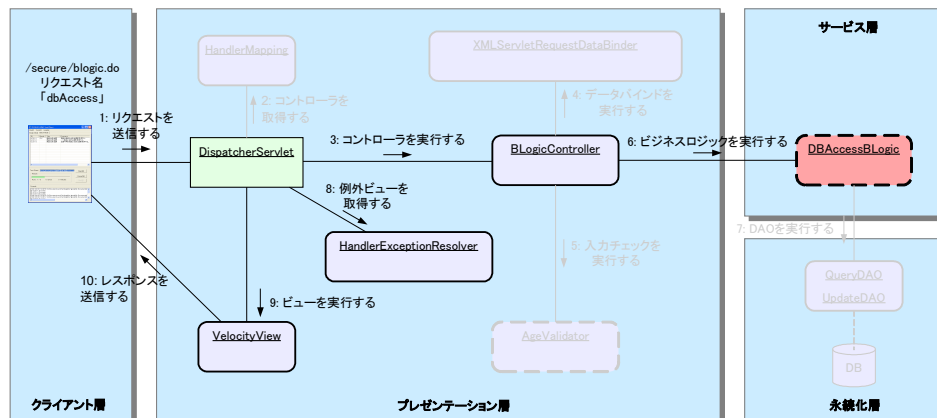 /secure/blogic.do
リクエスト名
「dbAccess」
1: リクエストを
送信する
10: レスポンスを
送信する
クライアント層
HandlerMapping
2: コントローラを
取得する
DispatcherServlet
3: コントローラを実行する
8: 例外ビューを
取得する
HandlerExceptionResolver
9: ビューを実行する
VelocityView
XMLServletRequestDataBinder
4: データバインドを
実行する
BLogicController
5: 入力チェックを
実行する
AgeValidator
プレゼンテーション層
6: ビジネスロジックを実行する
サービス層
DBAccessBLogic
7: DAOを実行する
QueryDAO
UpdateDAO
DB
永続化層